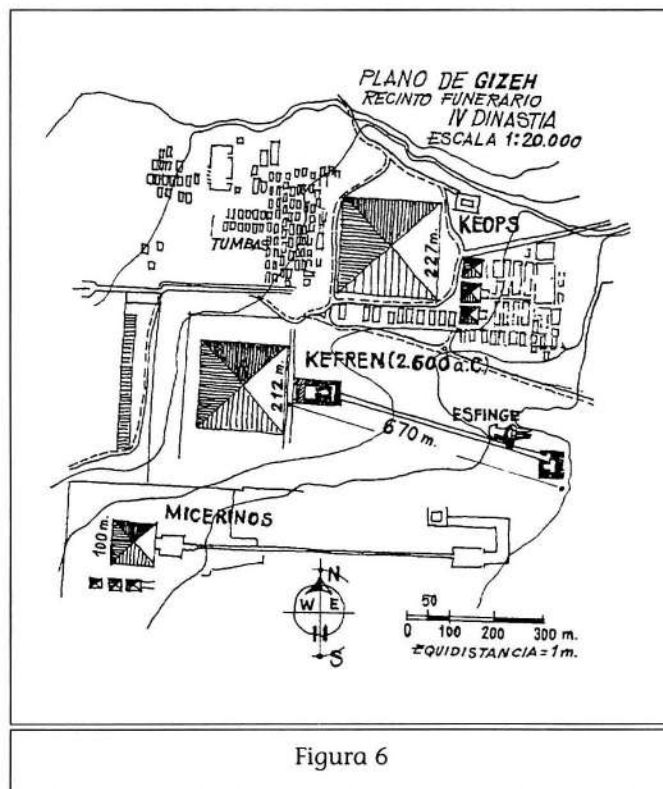 PLANO DE GIZEH
RECINTO FUNERARIO
IV DINASTIA
ESCALA 1:20.000
KEOPS
227 m.
TUMBAS
KEFREN (2.600 a.C)
212 m.
ESFINGE
670 m.
MICERINOS
100 m.
N
W E
S
50
0 100 200 300 m.
EQUIDISTANCIA = 1 m.
Figura 6